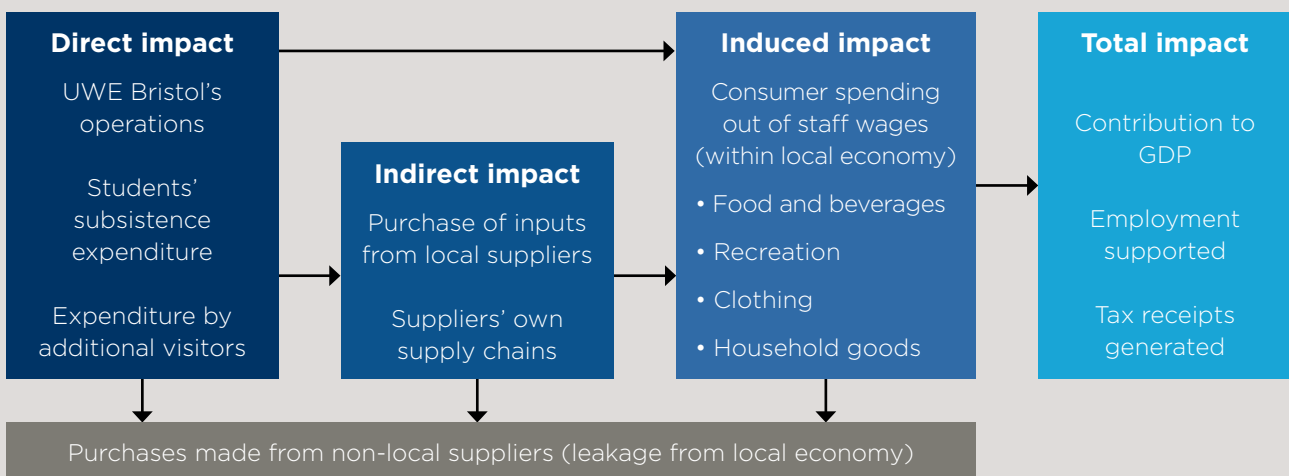 Direct impact
UWE Bristol's
operations
Students'
subsistence
expenditure
Expenditure by
additional visitors
Indirect impact
Purchase of inputs
from local suppliers
Suppliers' own
supply chains
Induced impact
Consumer spending
out of staff wages
(within local economy)
• Food and beverages
• Recreation
• Clothing
• Household goods
Total impact
Contribution to
GDP
Employment
supported
Tax receipts
generated
Purchases made from non-local suppliers (leakage from local economy)